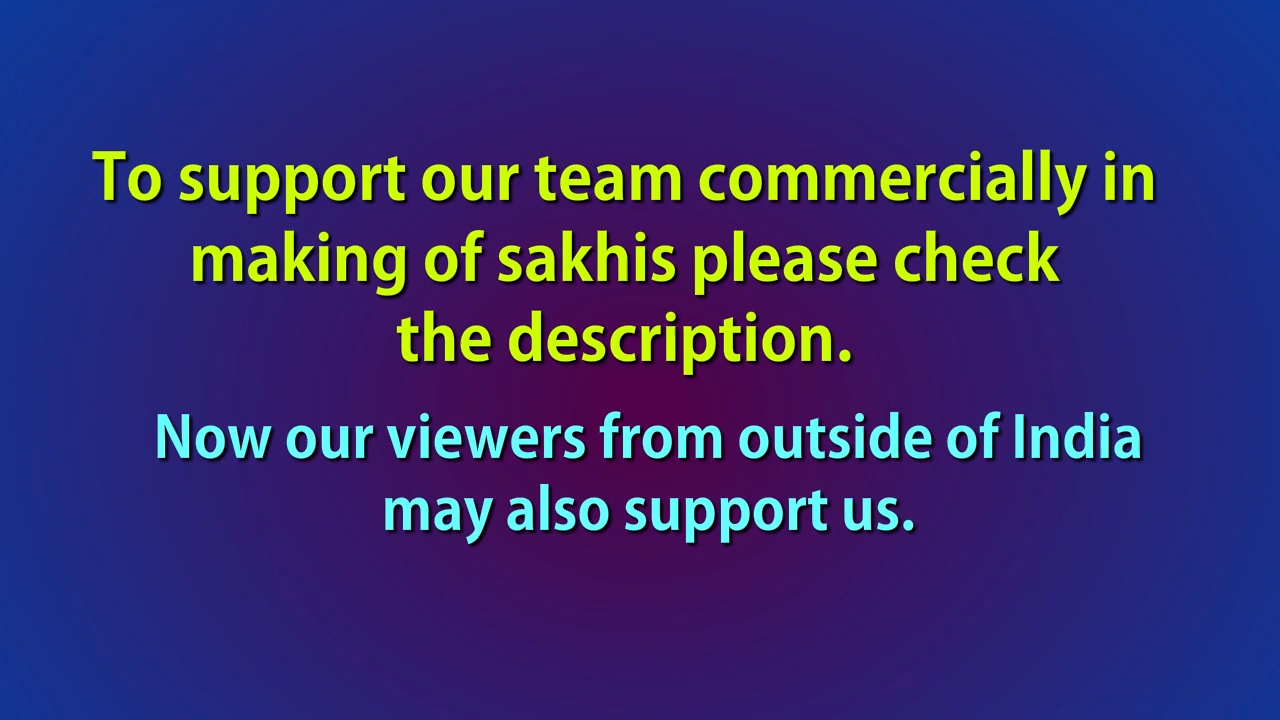 To support our team commercially in
making of sakhis please check
the description.
Now our viewers from outside of India
may also support us.